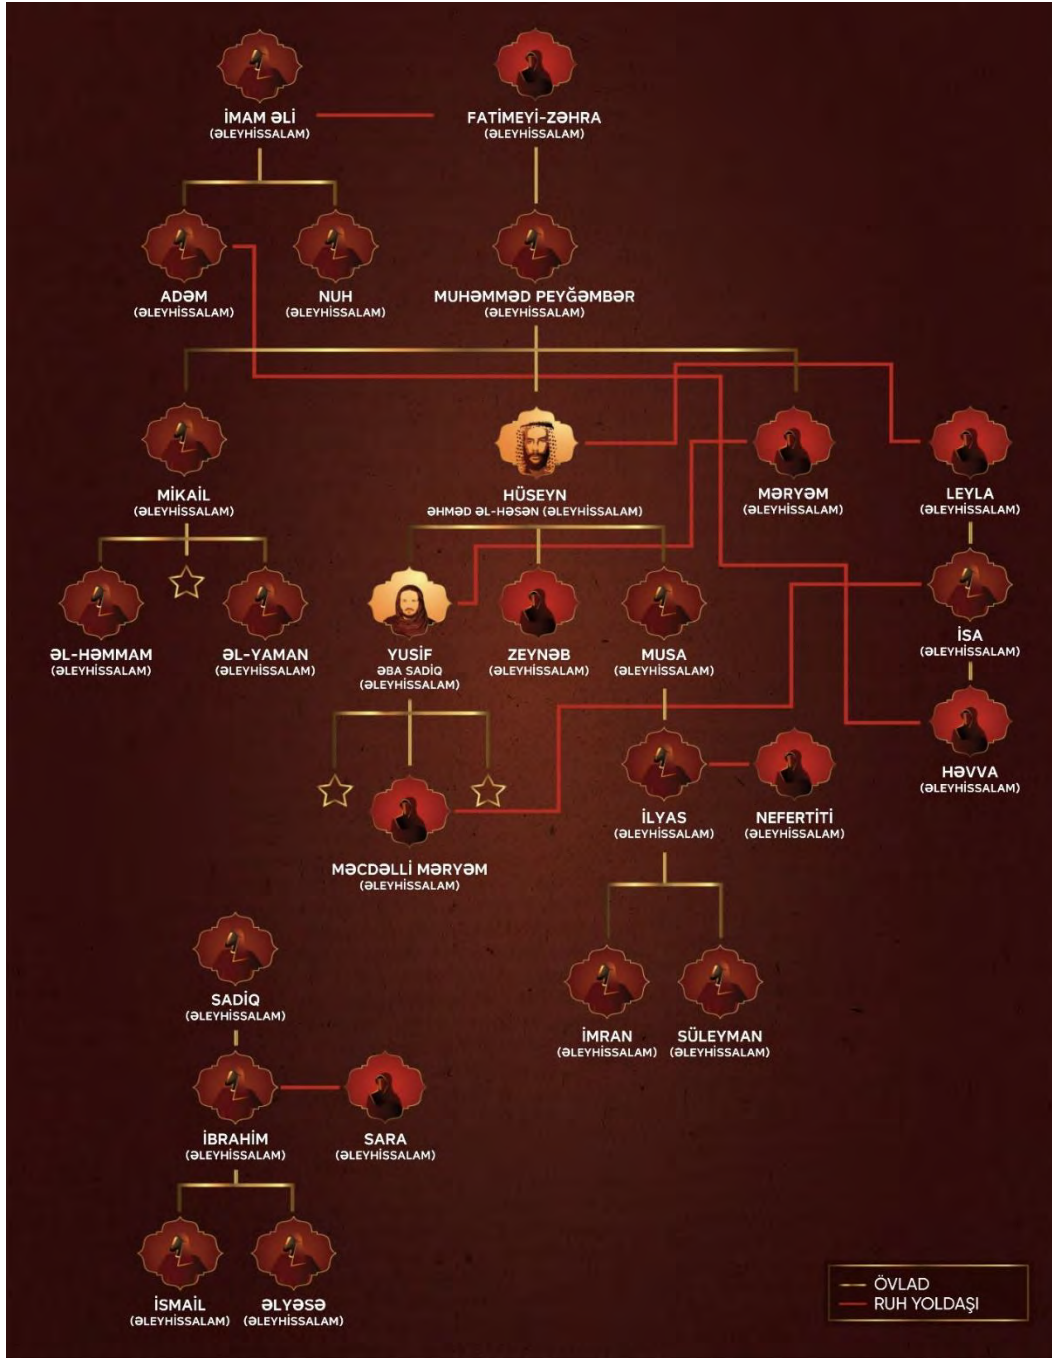 İMAM ƏLİ
(ƏLEYHİSSALAM)
FATİMEYİ-ZƏHRA
(ƏLEYHİSSALAM)
ADƏM
(ƏLEYHİSSALAM)
NUH
(ƏLEYHİSSALAM)
MUHƏMMƏD PEYĞƏMBƏR
(ƏLEYHİSSALAM)
MİKAİL
(ƏLEYHİSSALAM)
HÜSEYN
ƏHMƏD ƏL-HƏSƏN (ƏLEYHİSSALAM)
MƏRYƏM
(ƏLEYHİSSALAM)
LEYLA
(ƏLEYHİSSALAM)
ƏL-HƏMMAM
(ƏLEYHİSSALAM)
ƏL-YAMAN
(ƏLEYHİSSALAM)
YUSİF
ƏBA SADİQ
(ƏLEYHİSSALAM)
ZEYNƏB
(ƏLEYHİSSALAM)
MUSA
(ƏLEYHİSSALAM)
İSA
(ƏLEYHİSSALAM)
HƏVVA
(ƏLEYHİSSALAM)
İLYAS
(ƏLEYHİSSALAM)
NEFERTİTİ
(ƏLEYHİSSALAM)
MƏCDƏLLİ MƏRYƏM
(ƏLEYHİSSALAM)
SADİQ
(ƏLEYHİSSALAM)
İMRAN
(ƏLEYHİSSALAM)
SÜLEYMAN
(ƏLEYHİSSALAM)
İBRAHİM
(ƏLEYHİSSALAM)
SARA
(ƏLEYHİSSALAM)
İSMAİL
(ƏLEYHİSSALAM)
ƏLYƏSƏ
(ƏLEYHİSSALAM)
ÖVLAD
RUH YOLDAŞI